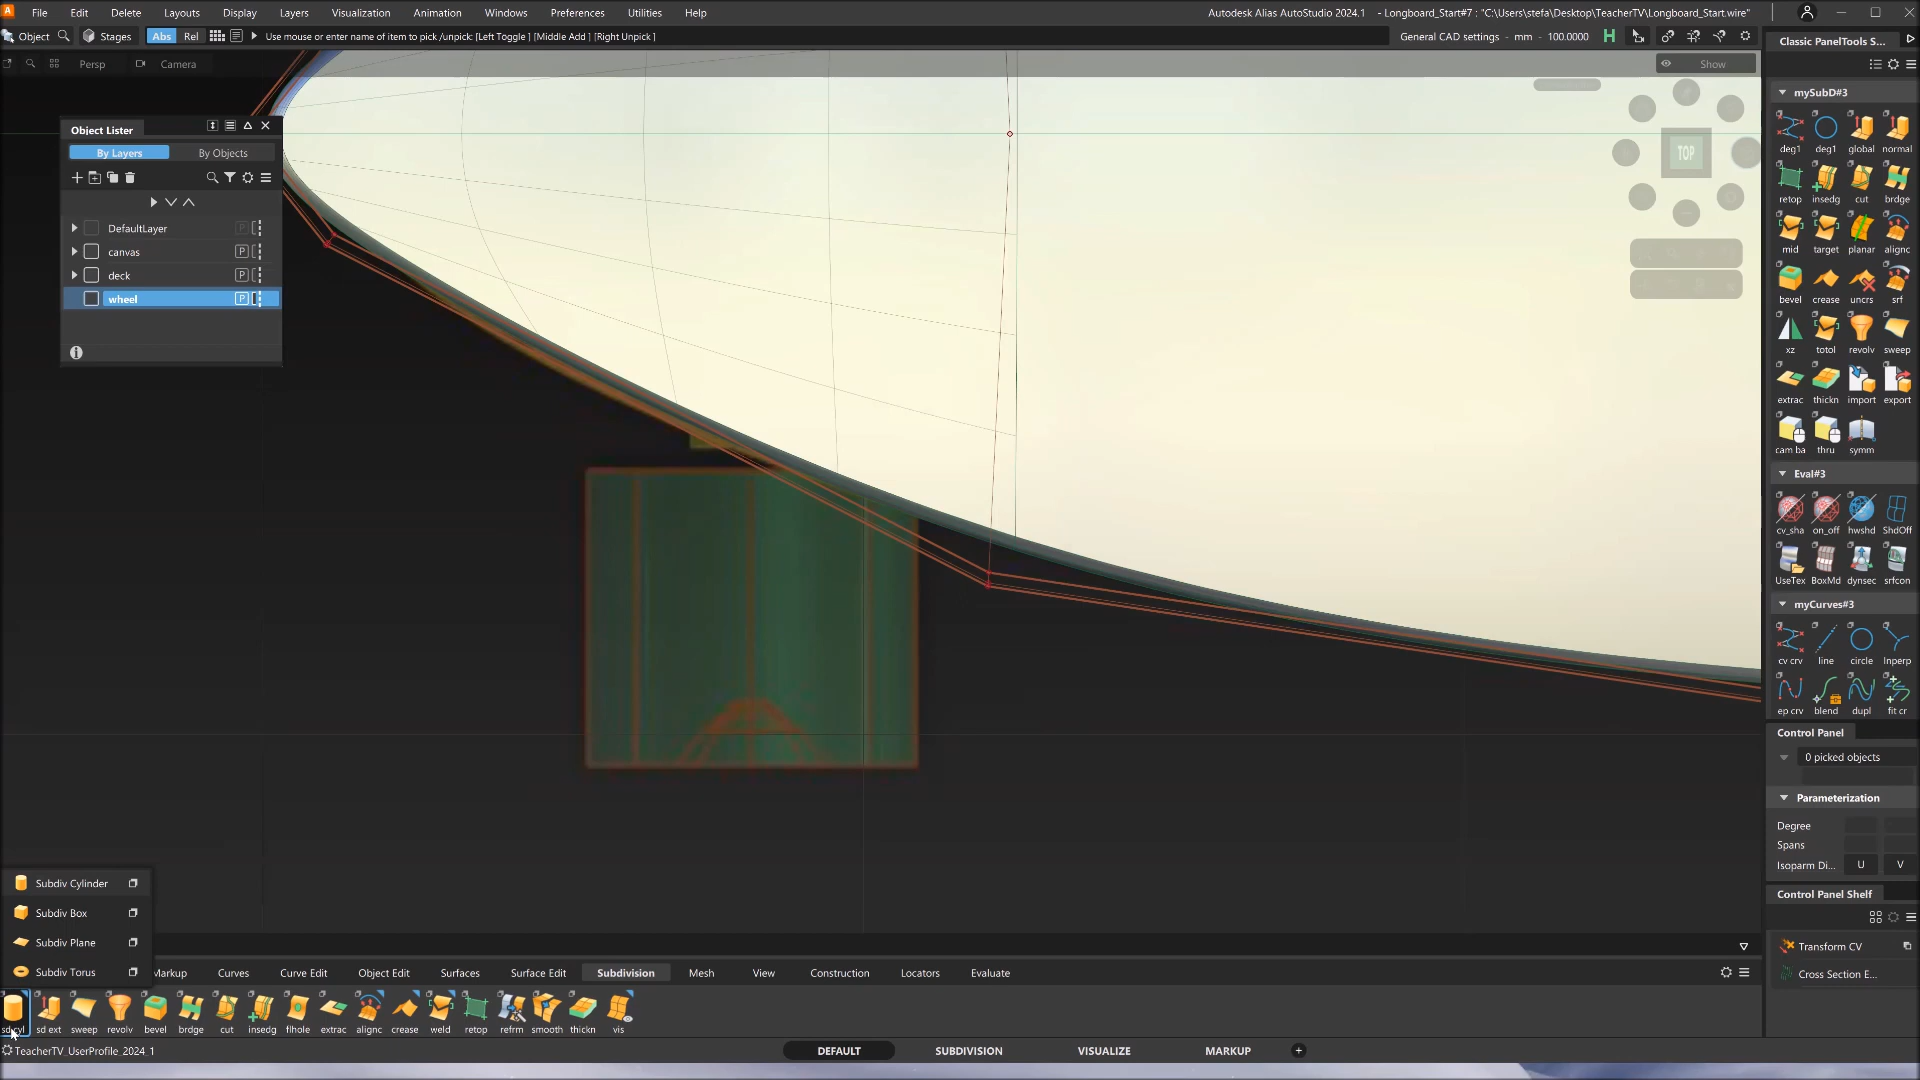 File Edit Delete Layouts Display Layers Visualization Animation Windows Preferences Utilities Help
Autodesk Alias AutoStudio 2024.1 - Longboard_Start#7 : "C:\Users\stefa\Desktop\TeacherTV\Longboard_Start.wire"
Object Stages Abs Rel Use mouse or enter name of item to pick /unpick: [Left Toggle ] [Middle Add ] [Right Unpick ]
General CAD settings - mm - 100.0000
Classic PanelTools S...
Persp Camera Show
mySubD#3
deg1 deg1 global normal
retop insedg cut brdge
mid target planar alignc
bevel crease uncrs srf
xz totol revolv sweep
extrac thickn import export
cam ba thru symm
Eval#3
cv_sha on_off hwshd ShdOff
UseTex BoxMd dynsec srfcon
myCurves#3
cv crv line circle lnperp
ep crv blend dupl fit cr
Control Panel
0 picked objects
Parameterization
Degree
Spans
Isoparm Di... U V
Control Panel Shelf
Transform CV
Cross Section E...
TOP
Object Lister
By Layers By Objects
DefaultLayer P
canvas P
deck P
wheel P
Subdiv Cylinder
Subdiv Box
Subdiv Plane
Subdiv Torus
Markup Curves Curve Edit Object Edit Surfaces Surface Edit Subdivision Mesh View Construction Locators Evaluate
sdcyl sd ext sweep revolv bevel brdge cut insedg flhole extrac alignc crease weld retop refrm smooth thickn vis
TeacherTV_UserProfile_2024_1
DEFAULT SUBDIVISION VISUALIZE MARKUP